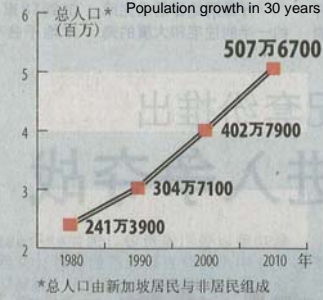 Population growth in 30 years
总人口*
(百万)
6
5
4
3
2
507万6700
402万7900
304万7100
241万3900
1980 1990 2000 2010 年
*总人口由新加坡居民与非居民组成